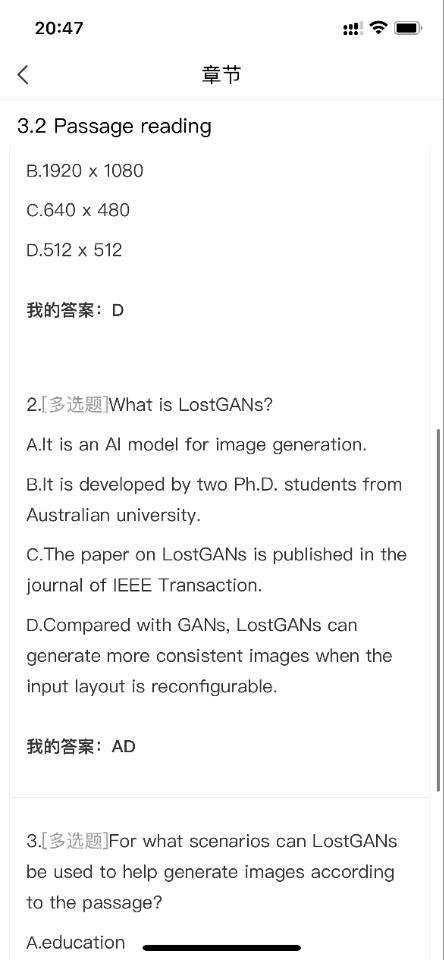 20:47
章节
3.2 Passage reading
B.1920 x 1080
C.640 x 480
D.512 x 512
我的答案：D
2.[多选题]What is LostGANs?
A.It is an AI model for image generation.
B.It is developed by two Ph.D. students from
Australian university.
C.The paper on LostGANs is published in the
journal of IEEE Transaction.
D.Compared with GANs, LostGANs can
generate more consistent images when the
input layout is reconfigurable.
我的答案：AD
3.[多选题]For what scenarios can LostGANs
be used to help generate images according
to the passage?
A.education